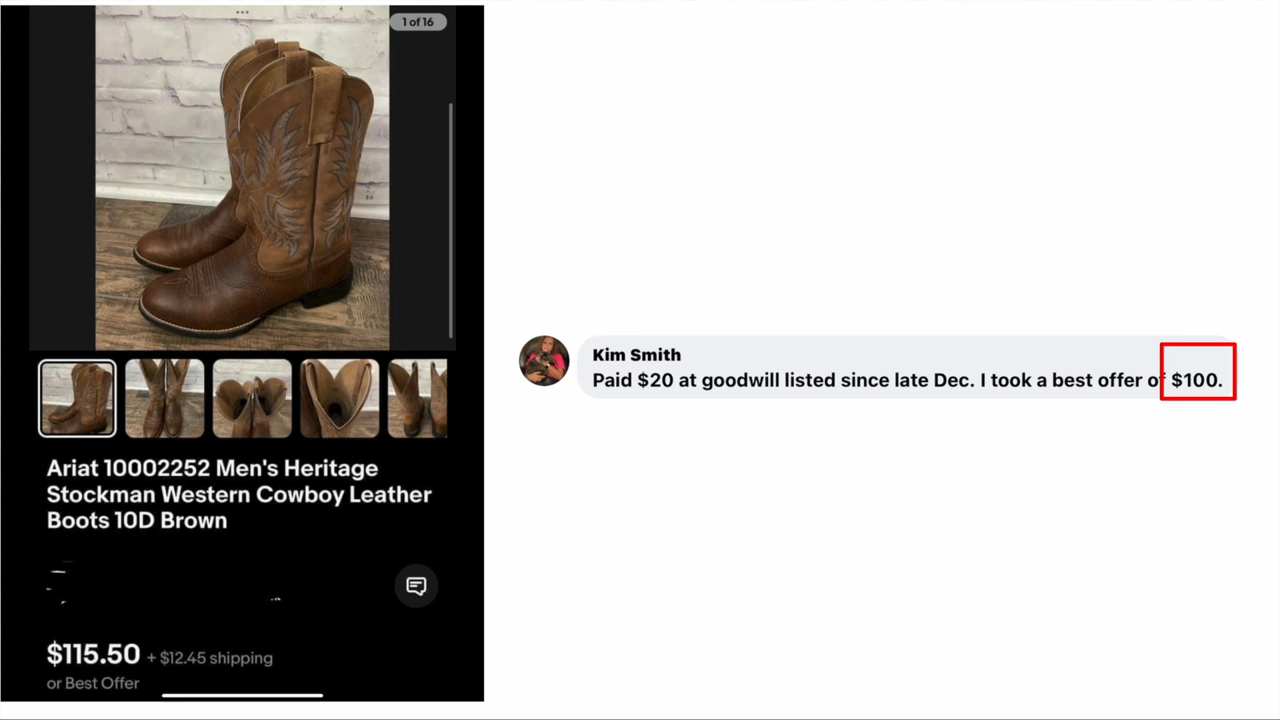 1 of 16
Ariat 10002252 Men's Heritage
Stockman Western Cowboy Leather
Boots 10D Brown
$115.50 + $12.45 shipping
or Best Offer
Kim Smith
Paid $20 at goodwill listed since late Dec. I took a best offer of $100.